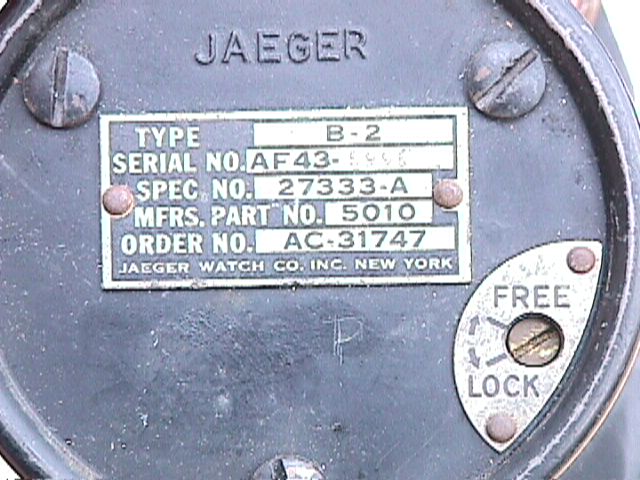 JAEGER
TYPE B-2
SERIAL NO. AF43-
SPEC. NO. 27333-A
MFRS. PART NO. 5010
ORDER NO. AC-31747
JAEGER WATCH CO. INC. NEW YORK
FREE
LOCK